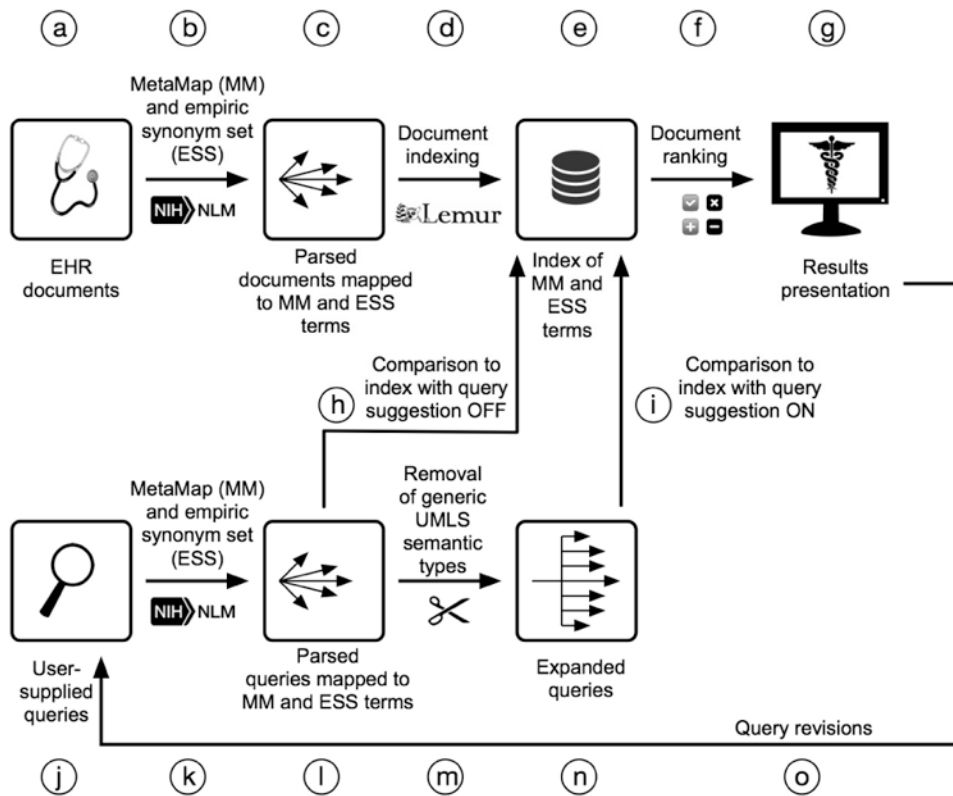 a b c d e f g
MetaMap (MM)
and empiric
synonym set
(ESS)
NIH NLM
Document
indexing
Lemur
Document
ranking
EHR
documents
Parsed
documents mapped
to MM and ESS
terms
Index of
MM and
ESS
terms
Results
presentation
h
Comparison to
index with query
suggestion OFF
i
Comparison to
index with query
suggestion ON
MetaMap (MM)
and empiric
synonym set
(ESS)
NIH NLM
Removal
of generic
UMLS
semantic
types
User-
supplied
queries
Parsed
queries mapped to
MM and ESS terms
Expanded
queries
Query revisions
j k l m n o